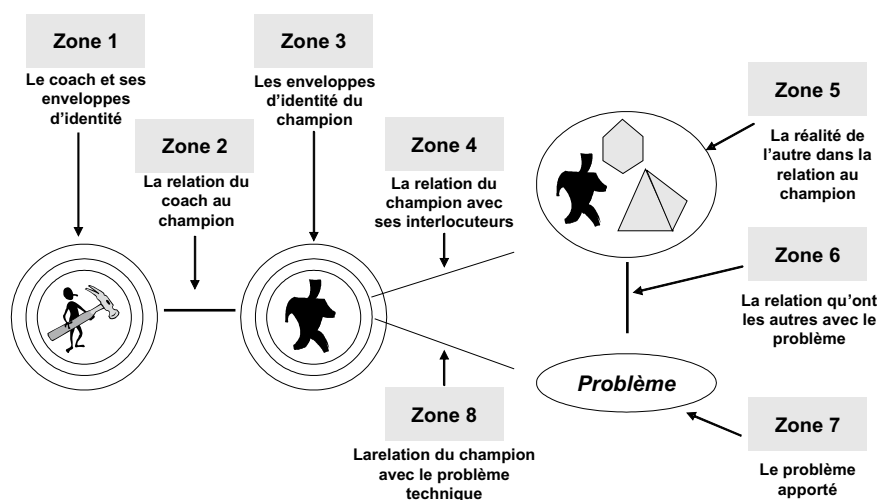 Zone 1
Le coach et ses
enveloppes
d'identité
Zone 2
La relation du
coach au
champion
Zone 3
Les enveloppes
d'identité du
champion
Zone 4
La relation du
champion avec
ses interlocuteurs
Zone 5
La réalité de
l'autre dans la
relation au
champion
Zone 6
La relation qu'ont
les autres avec le
problème
Problème
Zone 7
Le problème
apporté
Zone 8
Larelation du champion
avec le problème
technique